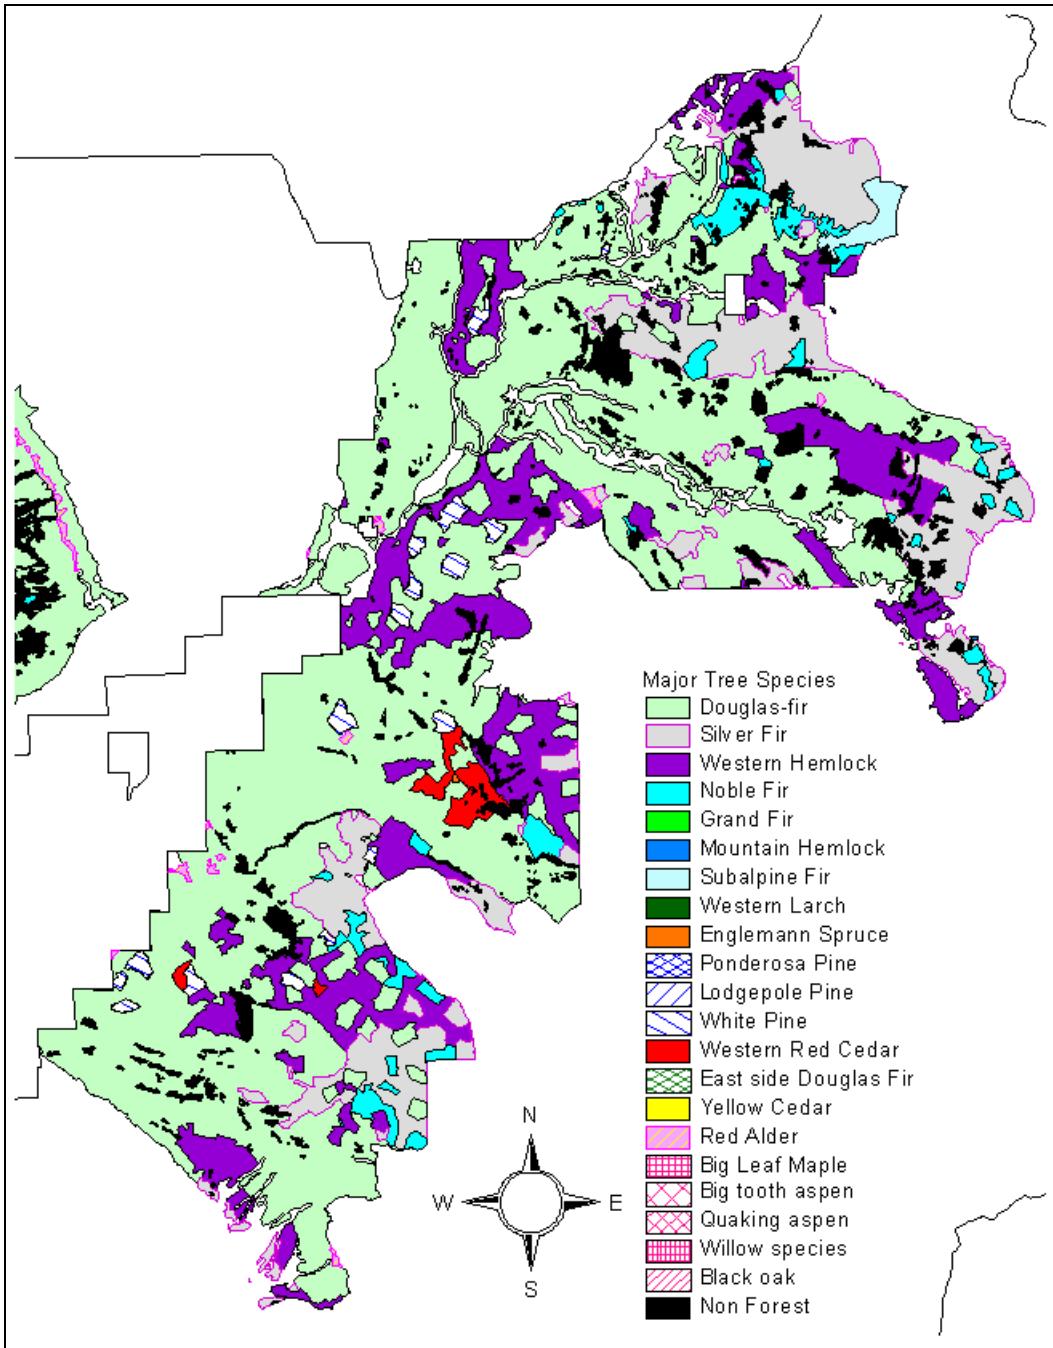 Major Tree Species
Douglas-fir
Silver Fir
Western Hemlock
Noble Fir
Grand Fir
Mountain Hemlock
Subalpine Fir
Western Larch
Englemann Spruce
Ponderosa Pine
Lodgepole Pine
White Pine
Western Red Cedar
East side Douglas Fir
Yellow Cedar
Red Alder
Big Leaf Maple
Big tooth aspen
Quaking aspen
Willow species
Black oak
Non Forest
N
W E
S